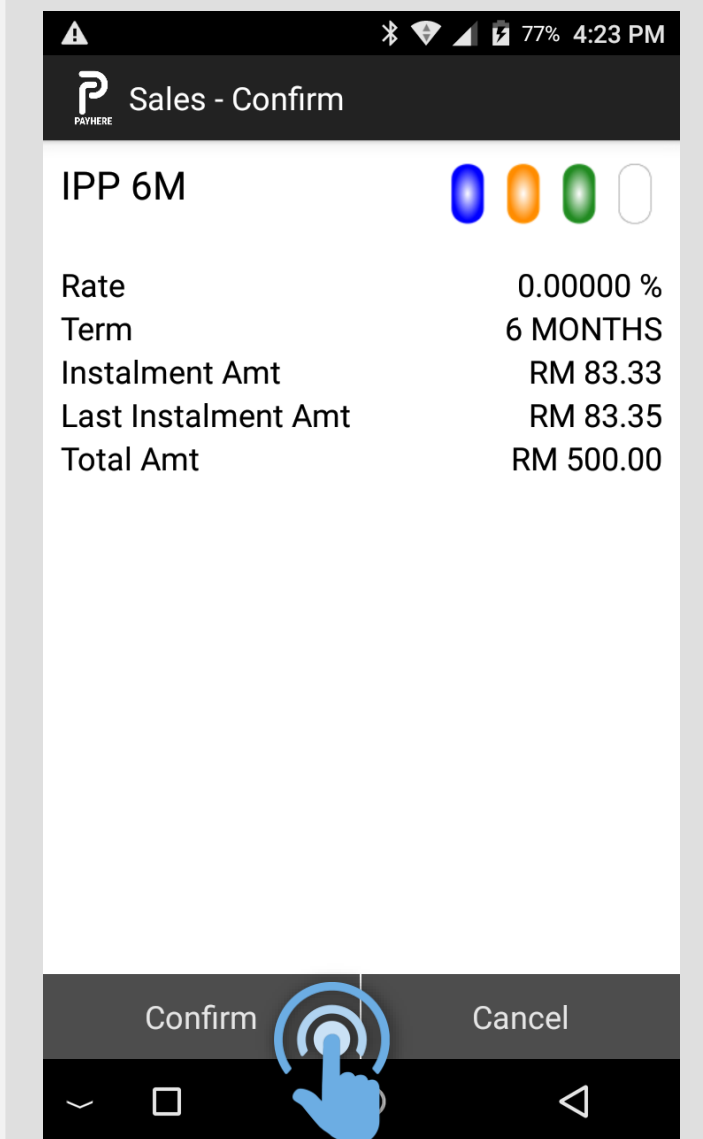 77% 4:23 PM
PAYHERE
Sales - Confirm
IPP 6M
Rate 0.00000 %
Term 6 MONTHS
Instalment Amt RM 83.33
Last Instalment Amt RM 83.35
Total Amt RM 500.00
Confirm Cancel